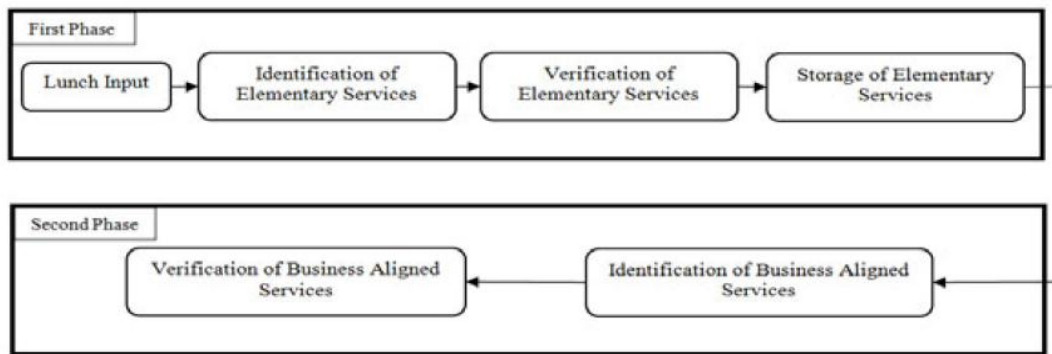 First Phase
Lunch Input
Identification of
Elementary Services
Verification of
Elementary Services
Storage of Elementary
Services
Second Phase
Verification of Business Aligned
Services
Identification of Business Aligned
Services